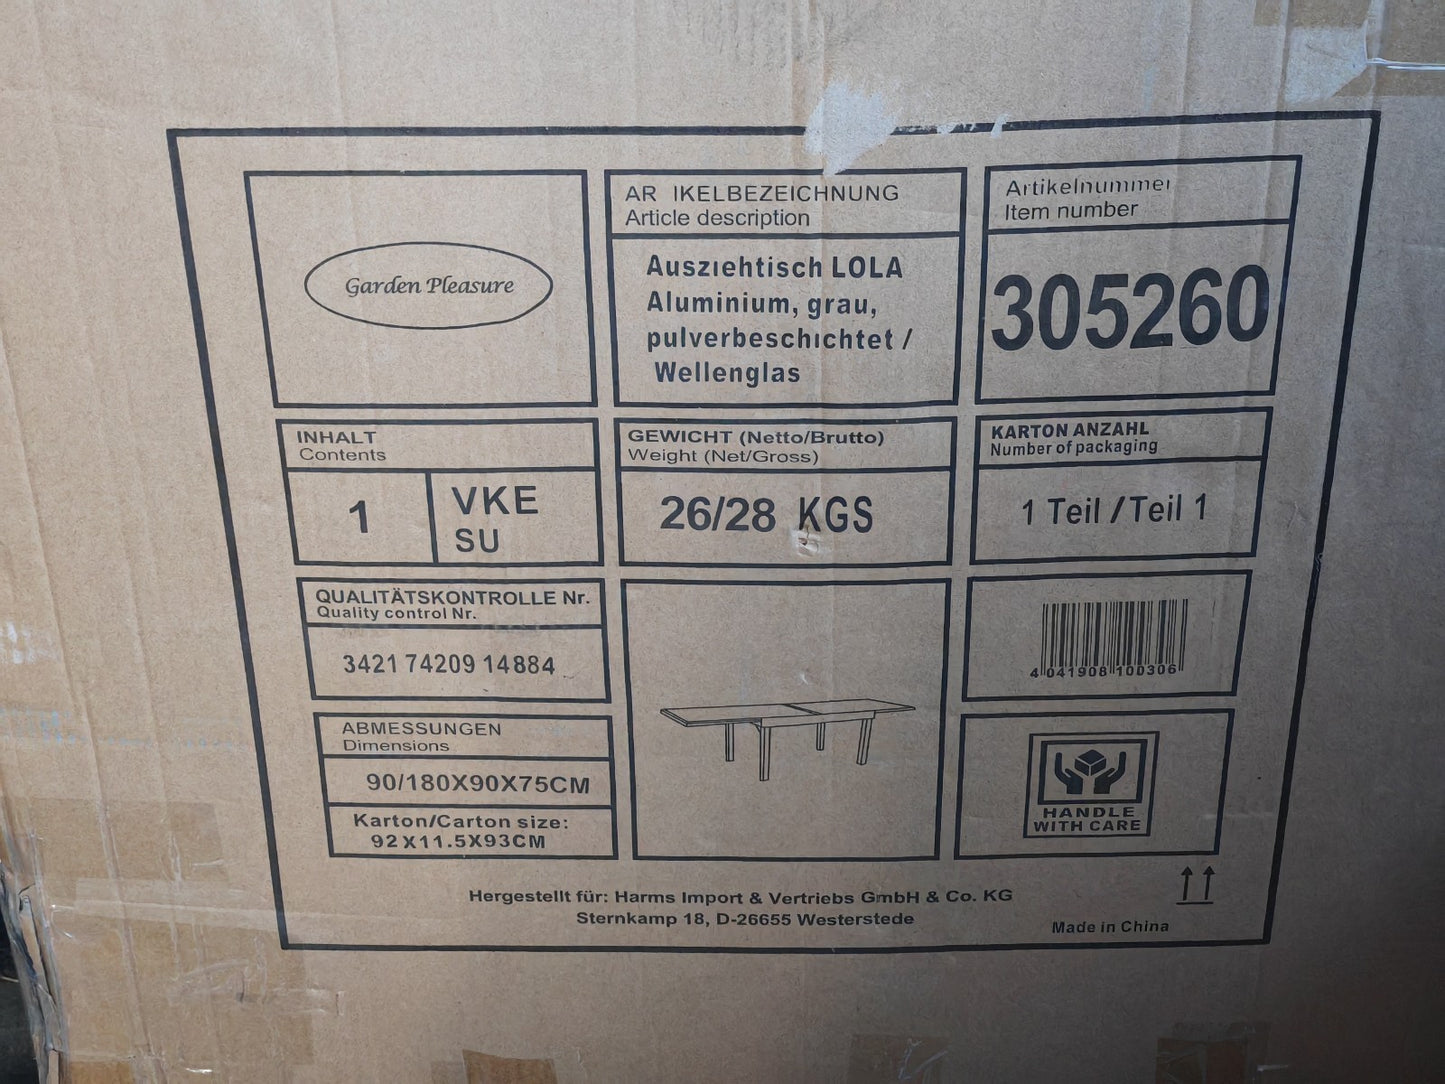 Garden Pleasure
AR IKELBEZEICHNUNG
Article description
Ausziehtisch LOLA
Aluminium, grau,
pulverbeschichtet /
Wellenglas
Artikelnummer
Item number
305260
INHALT
Contents
1
VKE
SU
GEWICHT (Netto/Brutto)
Weight (Net/Gross)
26/28 KGS
KARTON ANZAHL
Number of packaging
1 Teil / Teil 1
QUALITÄTSKONTROLLE Nr.
Quality control Nr.
3421 74209 14884
4 041908 100306
ABMESSUNGEN
Dimensions
90/180X90X75CM
Karton/Carton size:
92X11.5X93CM
HANDLE
WITH CARE
Hergestellt für: Harms Import & Vertriebs GmbH & Co. KG
Sternkamp 18, D-26655 Westerstede
Made in China